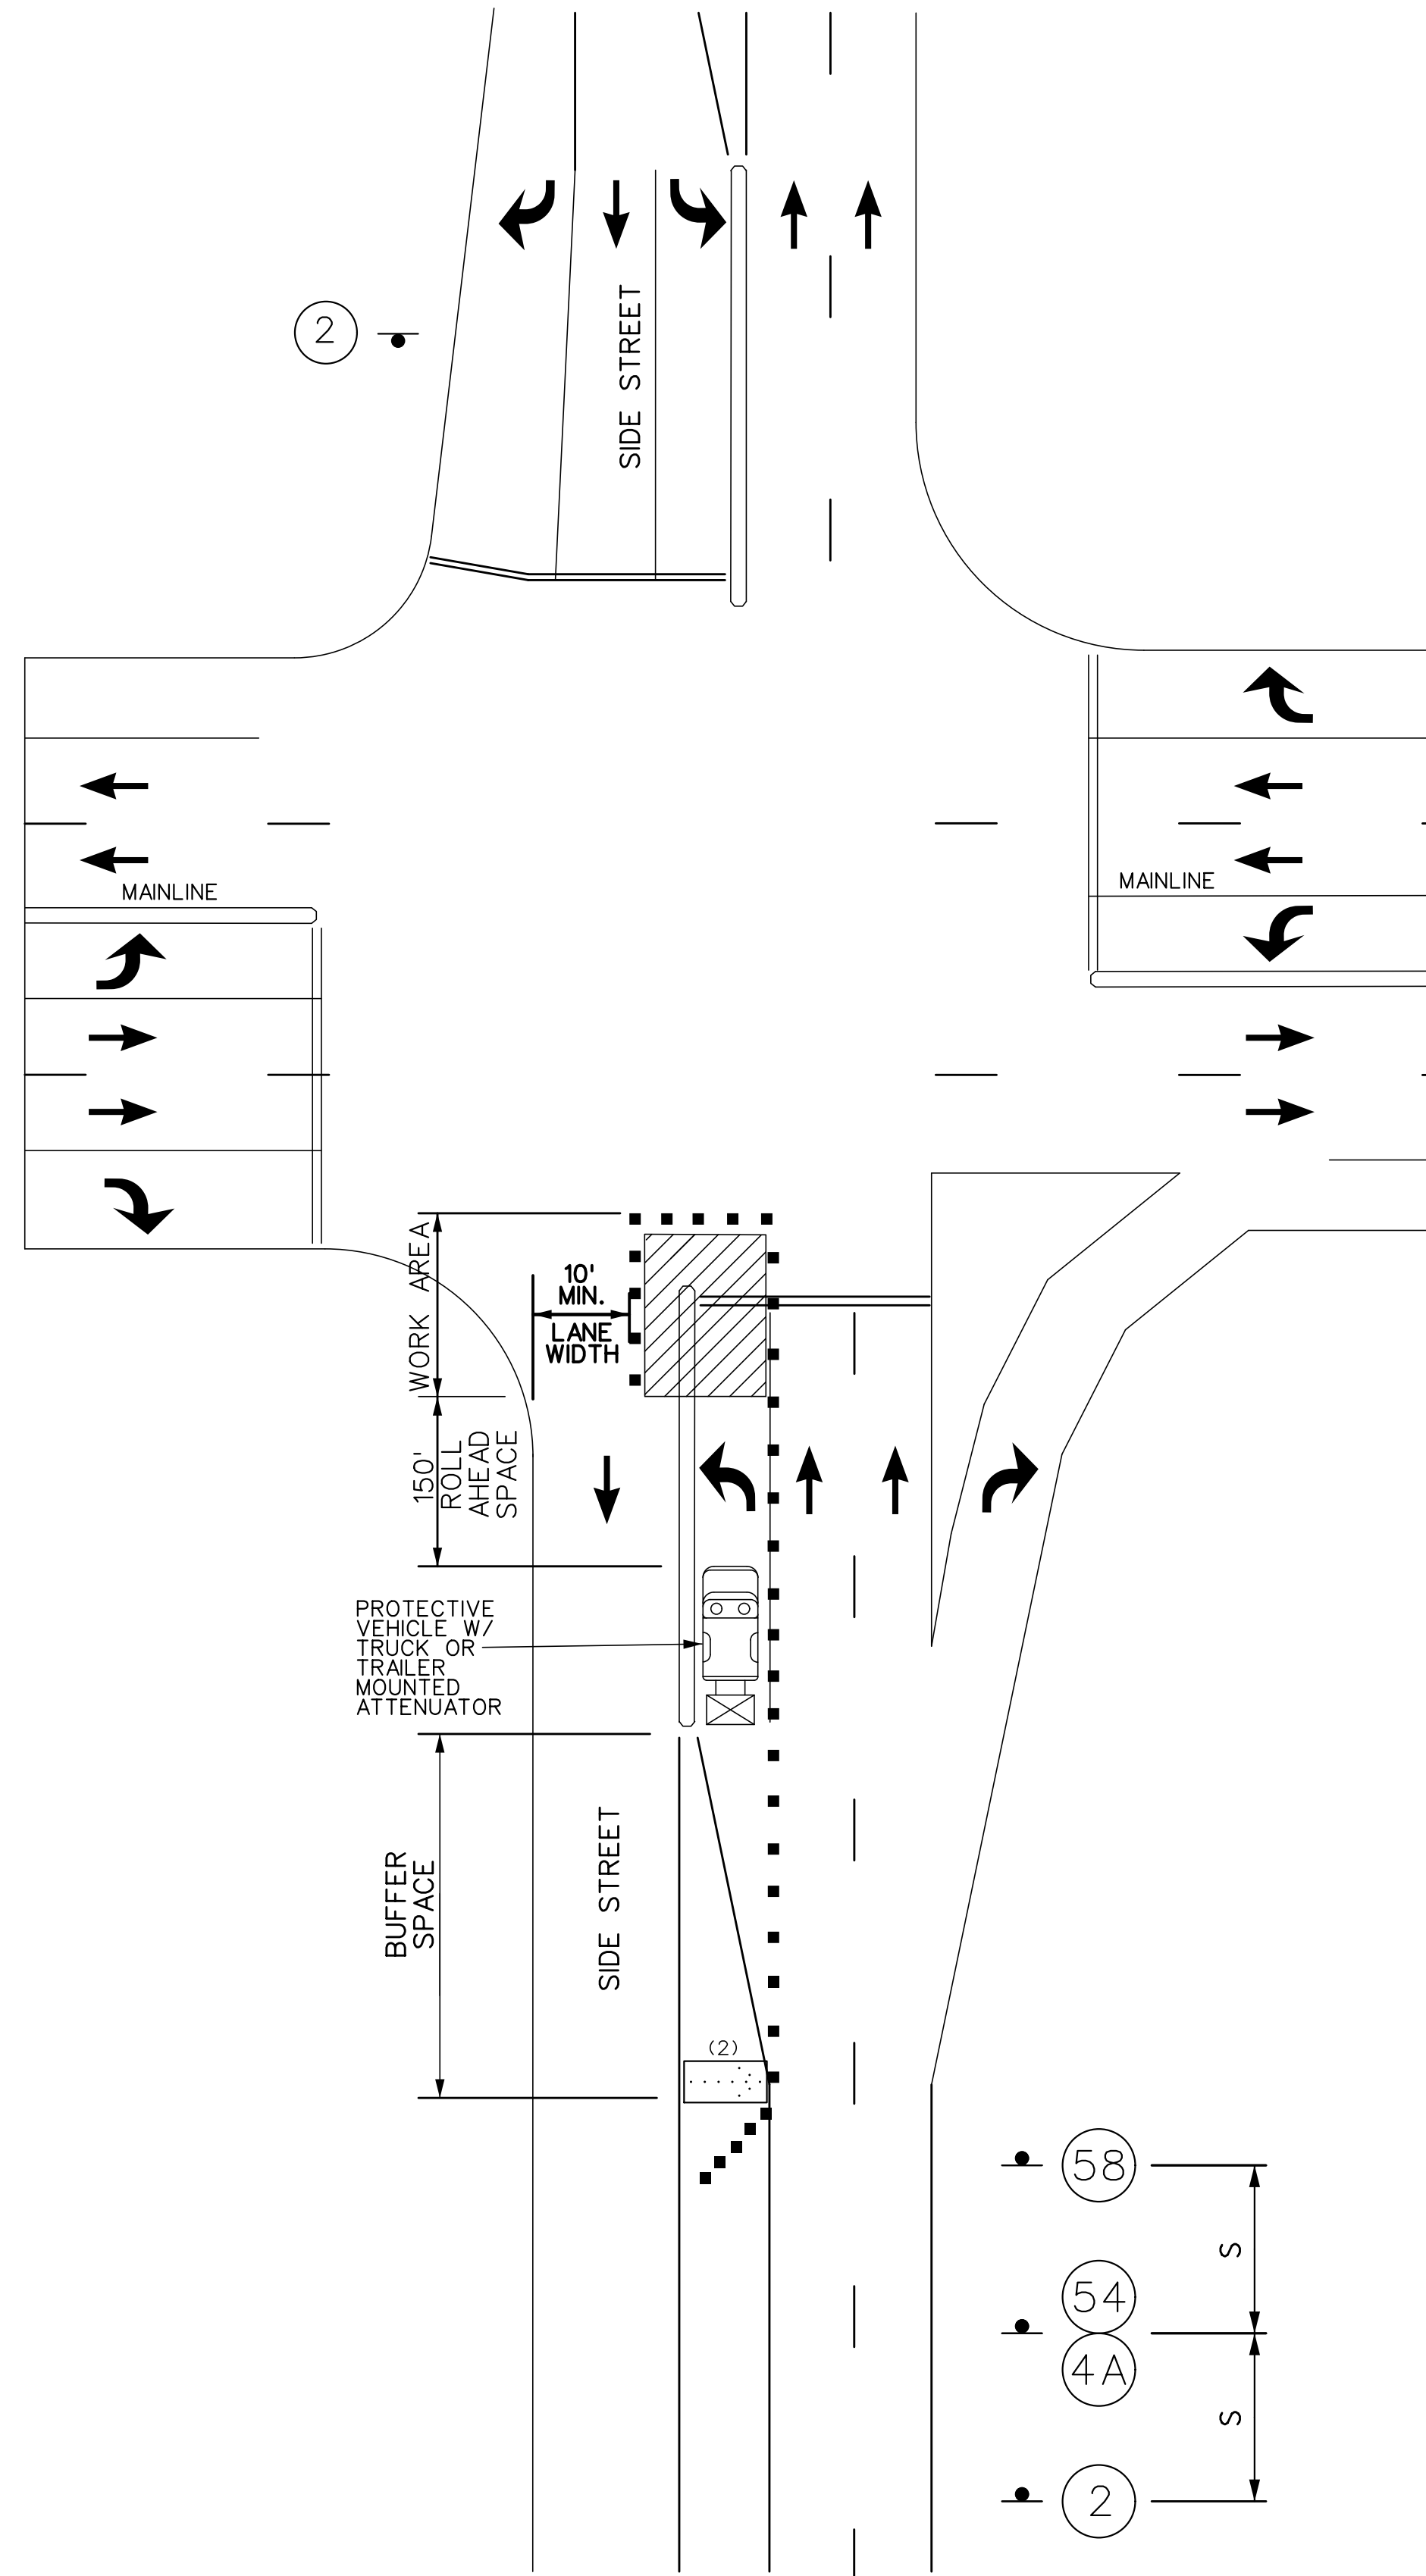 2
SIDE STREET
MAINLINE
MAINLINE
WORK AREA
10'
MIN.
LANE
WIDTH
150'
ROLL
AHEAD
SPACE
PROTECTIVE
VEHICLE W/
TRUCK OR
TRAILER
MOUNTED
ATTENUATOR
BUFFER
SPACE
SIDE STREET
(2)
58
S
54
4A
S
2